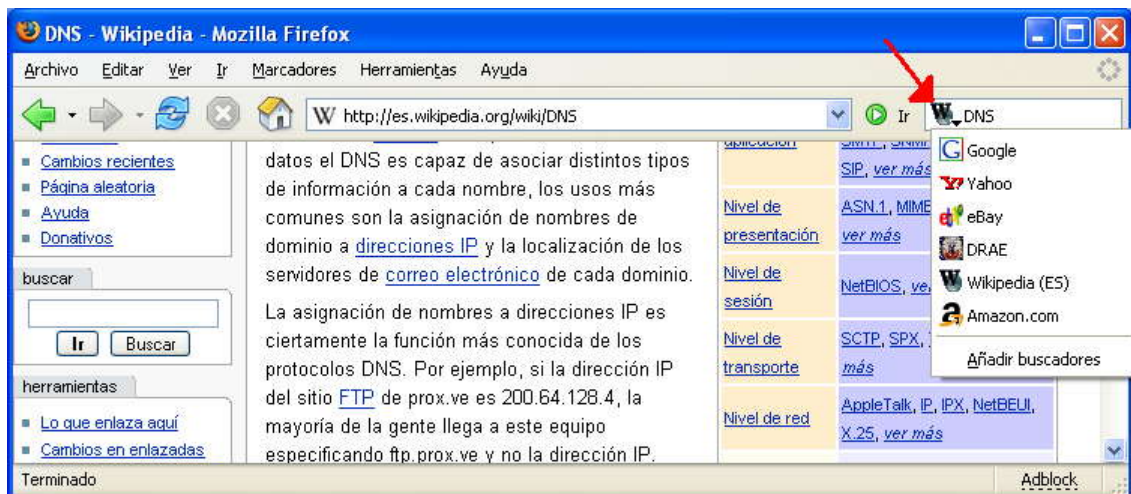 DNS - Wikipedia - Mozilla Firefox
Archivo Editar Ver Ir Marcadores Herramientas Ayuda
http://es.wikipedia.org/wiki/DNS Ir DNS
Cambios recientes
Página aleatoria
Ayuda
Donativos
buscar
Ir Buscar
herramientas
Lo que enlaza aquí
Cambios en enlazadas
datos el DNS es capaz de asociar distintos tipos
de información a cada nombre, los usos más
comunes son la asignación de nombres de
dominio a direcciones IP y la localización de los
servidores de correo electrónico de cada dominio.
La asignación de nombres a direcciones IP es
ciertamente la función más conocida de los
protocolos DNS. Por ejemplo, si la dirección IP
del sitio FTP de prox.ve es 200.64.128.4, la
mayoría de la gente llega a este equipo
especificando ftp.prox.ve y no la dirección IP.
aplicación
SIP, ver más
Nivel de
presentación
ASN.1, MIME
ver más
Nivel de
sesión
NetBIOS,
Nivel de
transporte
SCTP, SPX,
más
Nivel de red
AppleTalk, IP, IPX, NetBEUI,
X.25, ver más
Google
Yahoo
eBay
DRAE
Wikipedia (ES)
Amazon.com
Añadir buscadores
Terminado Adblock